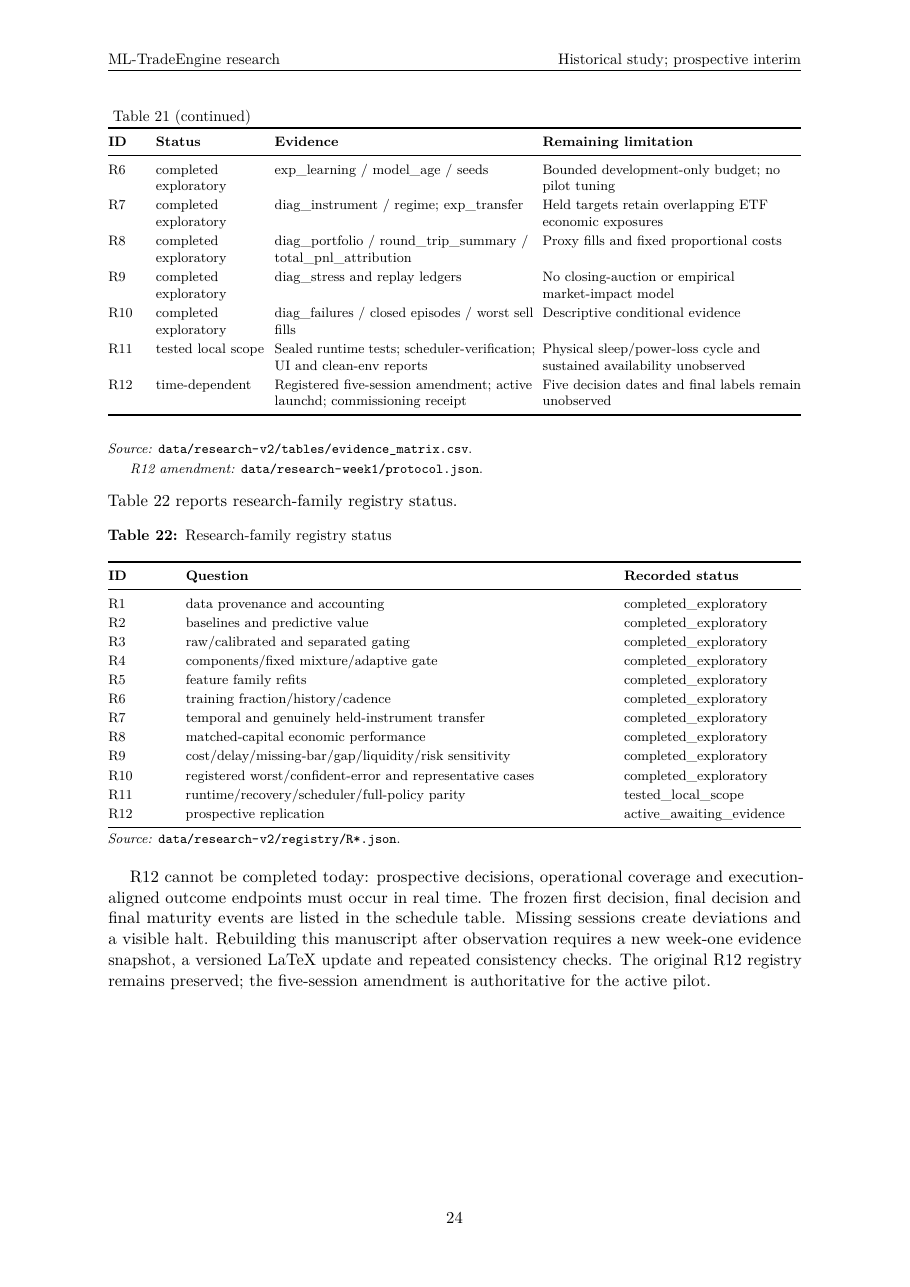 ML-TradeEngine research Historical study; prospective interim
Table 21 (continued)
ID Status Evidence Remaining limitation
R6 completed exp_learning / model_age / seeds Bounded development-only budget; no
exploratory pilot tuning
R7 completed diag_instrument / regime; exp_transfer Held targets retain overlapping ETF
exploratory economic exposures
R8 completed diag_portfolio / round_trip_summary / Proxy fills and fixed proportional costs
exploratory total_pnl_attribution
R9 completed diag_stress and replay ledgers No closing-auction or empirical
exploratory market-impact model
R10 completed diag_failures / closed episodes / worst sell Descriptive conditional evidence
exploratory fills
R11 tested local scope Sealed runtime tests; scheduler-verification; Physical sleep/power-loss cycle and
UI and clean-env reports sustained availability unobserved
R12 time-dependent Registered five-session amendment; active Five decision dates and final labels remain
launchd; commissioning receipt unobserved
Source: data/research-v2/tables/evidence_matrix.csv.
R12 amendment: data/research-week1/protocol.json.
Table 22 reports research-family registry status.
Table 22: Research-family registry status
ID Question Recorded status
R1 data provenance and accounting completed_exploratory
R2 baselines and predictive value completed_exploratory
R3 raw/calibrated and separated gating completed_exploratory
R4 components/fixed mixture/adaptive gate completed_exploratory
R5 feature family refits completed_exploratory
R6 training fraction/history/cadence completed_exploratory
R7 temporal and genuinely held-instrument transfer completed_exploratory
R8 matched-capital economic performance completed_exploratory
R9 cost/delay/missing-bar/gap/liquidity/risk sensitivity completed_exploratory
R10 registered worst/confident-error and representative cases completed_exploratory
R11 runtime/recovery/scheduler/full-policy parity tested_local_scope
R12 prospective replication active_awaiting_evidence
Source: data/research-v2/registry/R*.json.
R12 cannot be completed today: prospective decisions, operational coverage and execution-
aligned outcome endpoints must occur in real time. The frozen first decision, final decision and
final maturity events are listed in the schedule table. Missing sessions create deviations and
a visible halt. Rebuilding this manuscript after observation requires a new week-one evidence
snapshot, a versioned LaTeX update and repeated consistency checks. The original R12 registry
remains preserved; the five-session amendment is authoritative for the active pilot.
24